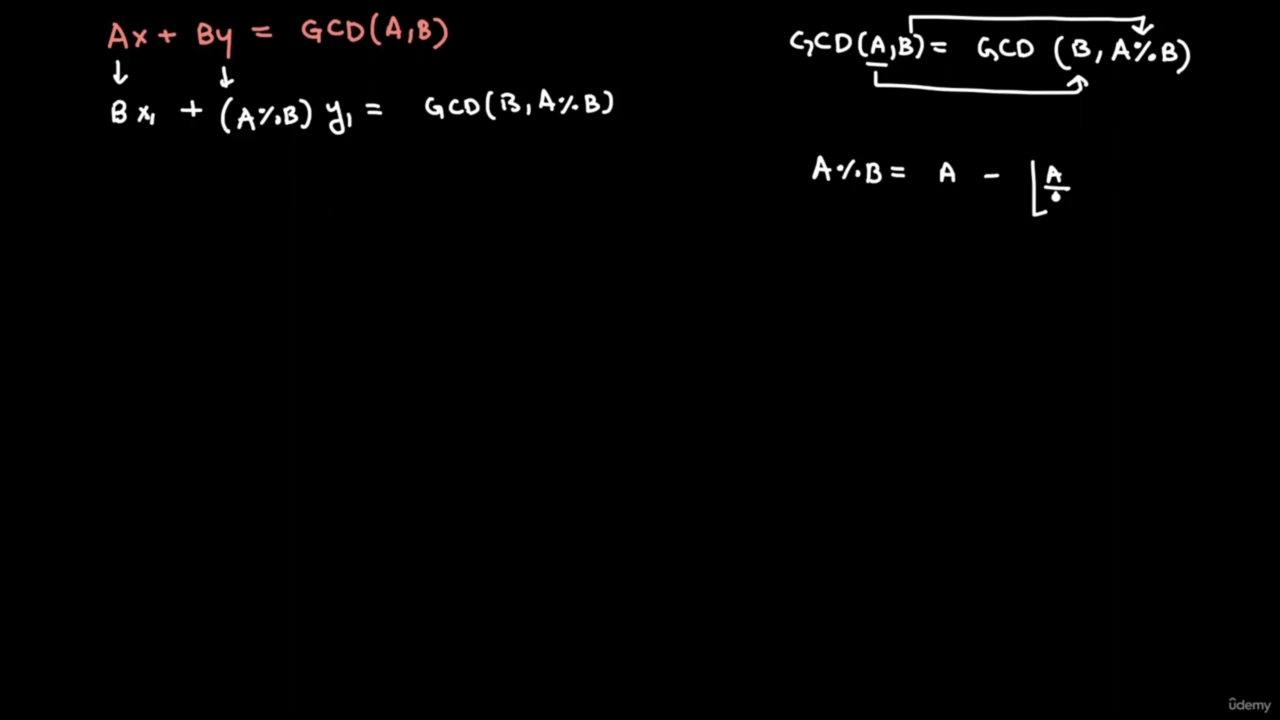 Ax + By = GCD(A,B)
Bx₁ + (A%B) y₁ = GCD(B, A%B)
GCD(A,B) = GCD (B, A%B)
A%B = A - ⌊A/
udemy